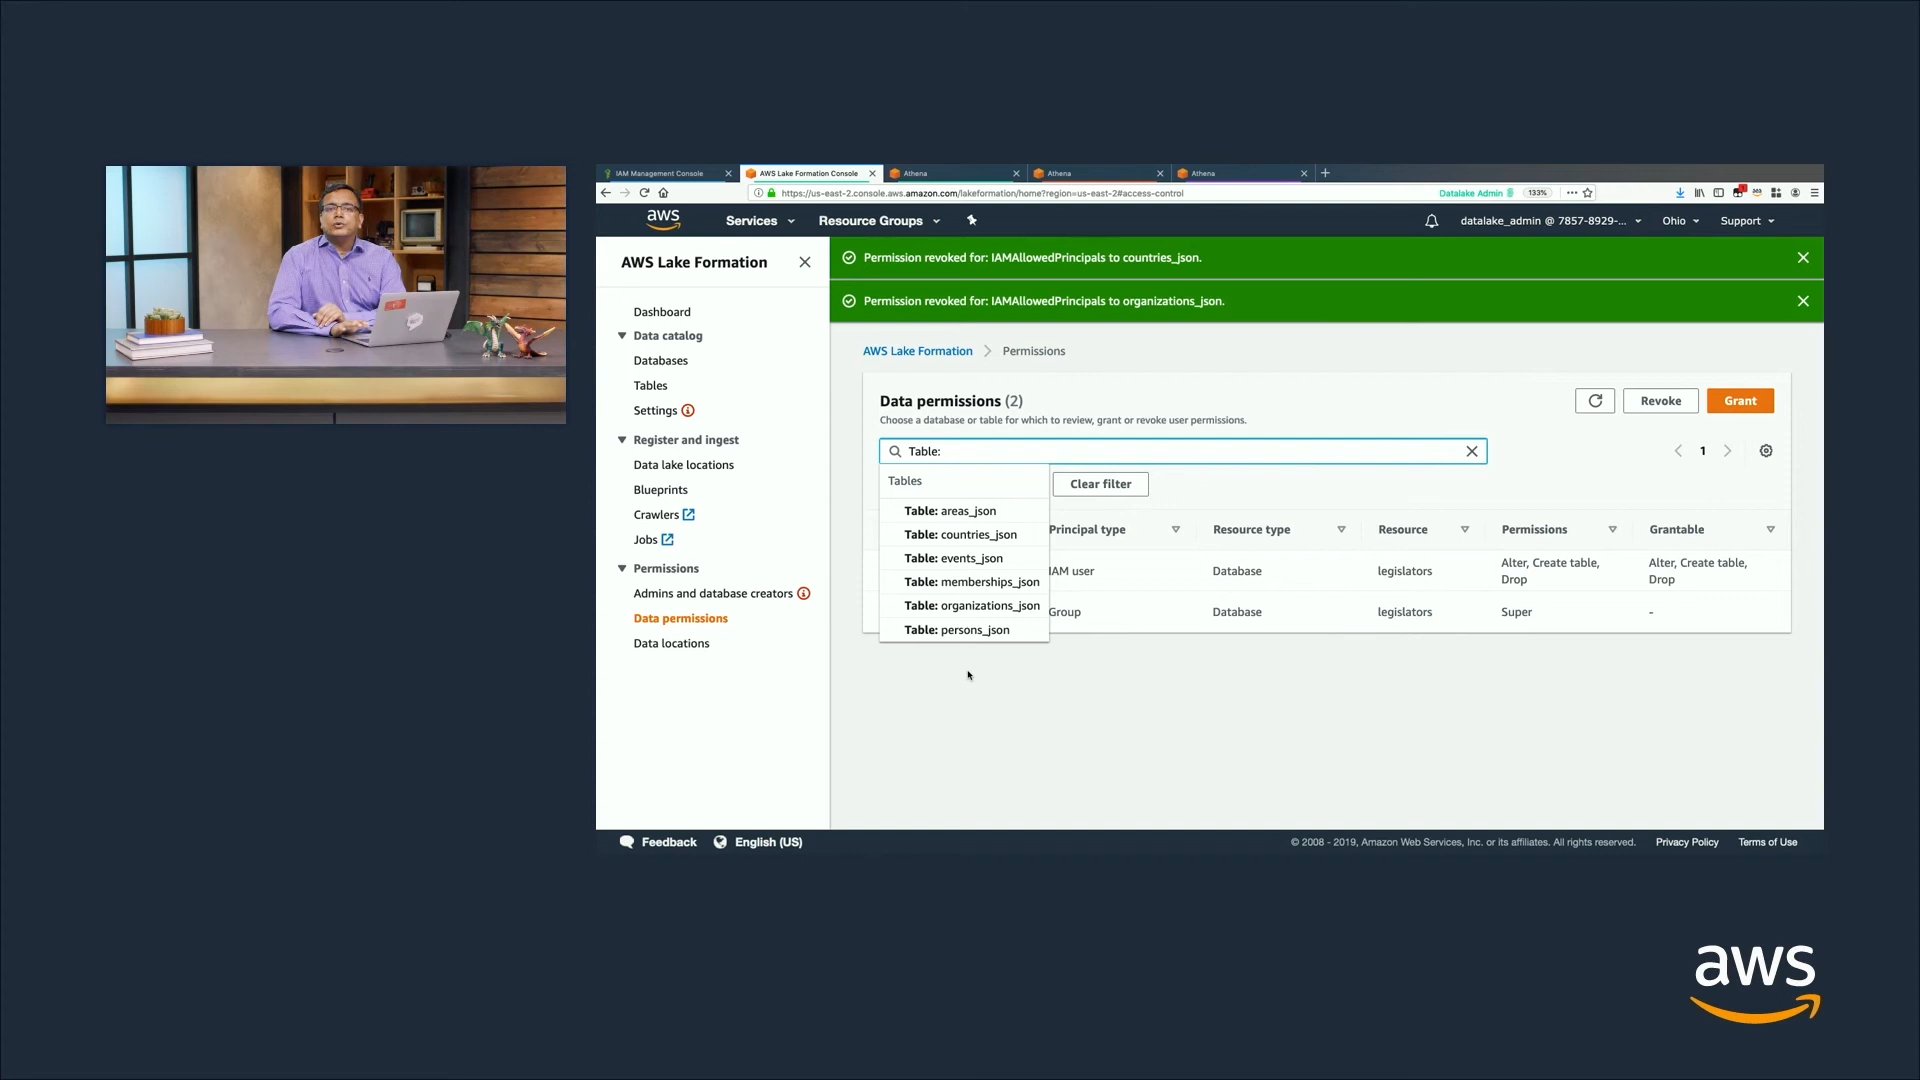 IAM Management Console
AWS Lake Formation Console
Athena
Athena
Athena
https://us-east-2.console.aws.amazon.com/lakeformation/home?region=us-east-2#access-control
Datalake Admin
133%
aws
Services
Resource Groups
datalake_admin @ 7857-8929-...
Ohio
Support
AWS Lake Formation
Dashboard
Data catalog
Databases
Tables
Settings
Register and ingest
Data lake locations
Blueprints
Crawlers
Jobs
Permissions
Admins and database creators
Data permissions
Data locations
Permission revoked for: IAMAllowedPrincipals to countries_json.
Permission revoked for: IAMAllowedPrincipals to organizations_json.
AWS Lake Formation
Permissions
Data permissions (2)
Choose a database or table for which to review, grant or revoke user permissions.
Revoke
Grant
Table:
1
Tables
Clear filter
Table: areas_json
Table: countries_json
Table: events_json
Table: memberships_json
Table: organizations_json
Table: persons_json
Principal type
Resource type
Resource
Permissions
Grantable
IAM user
Database
legislators
Alter, Create table,
Drop
Alter, Create table,
Drop
Group
Database
legislators
Super
-
Feedback
English (US)
© 2008 - 2019, Amazon Web Services, Inc. or its affiliates. All rights reserved.
Privacy Policy
Terms of Use
aws